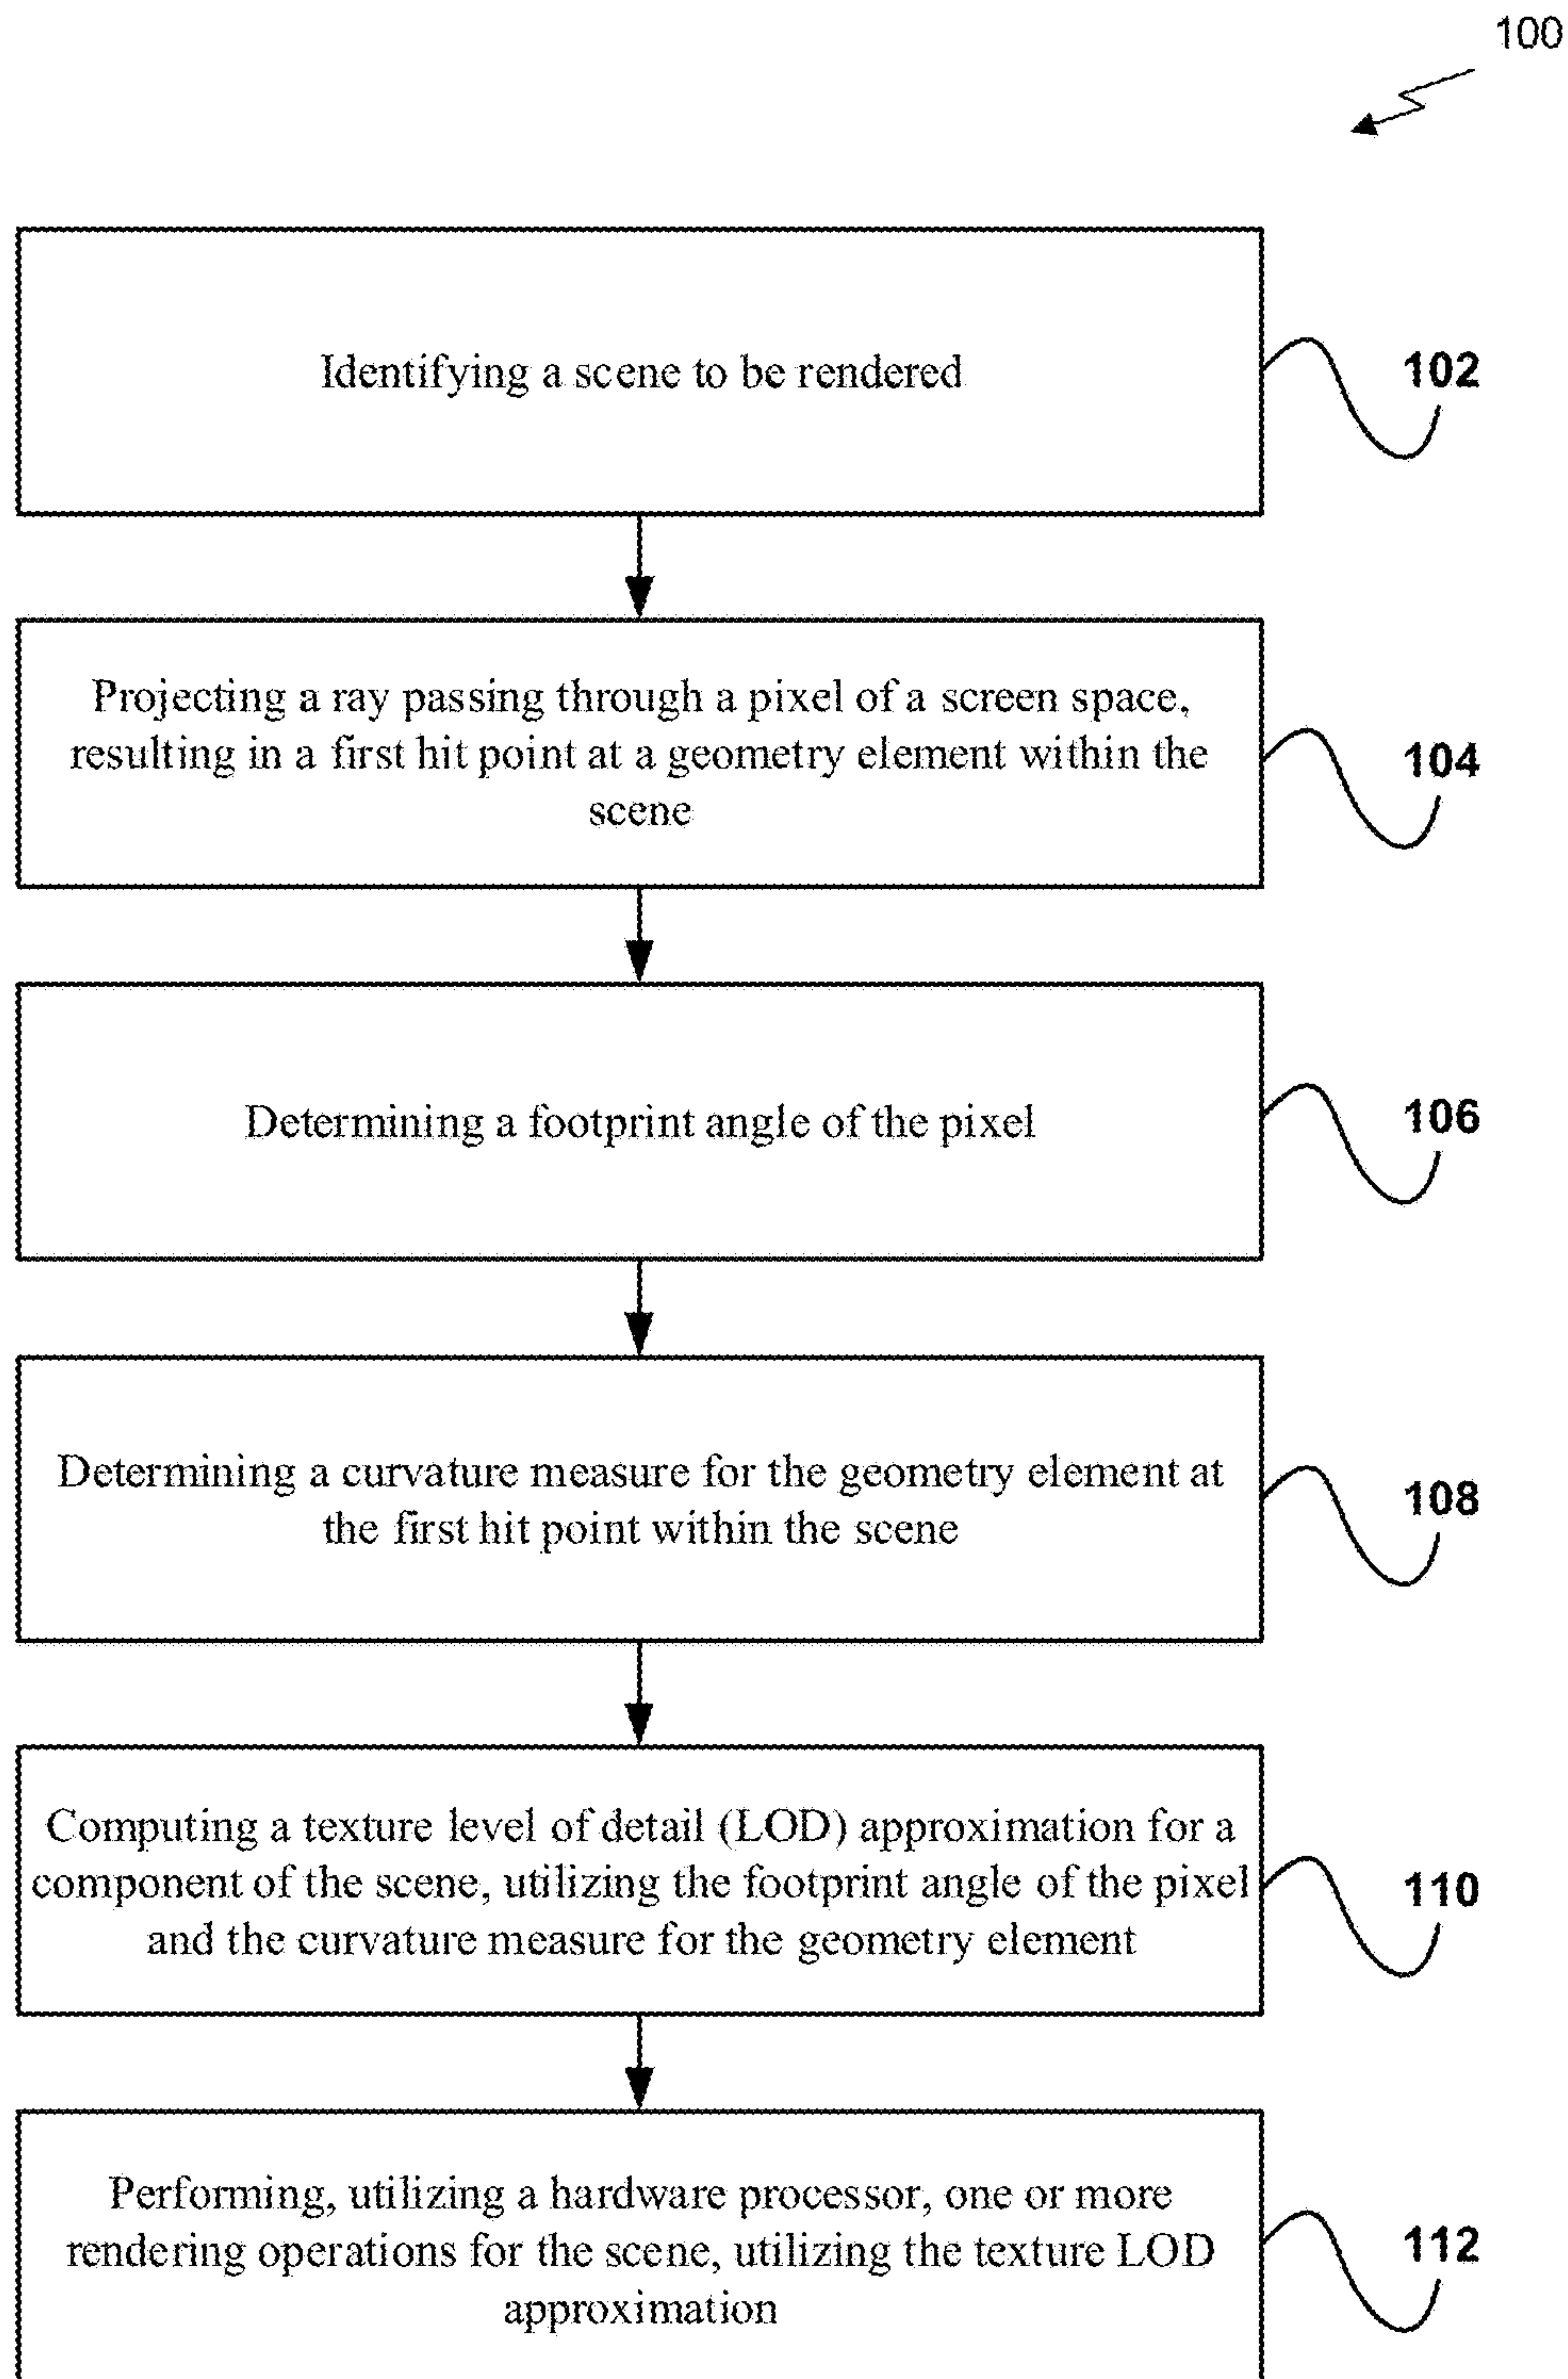 100
Identifying a scene to be rendered
102
Projecting a ray passing through a pixel of a screen space,
resulting in a first hit point at a geometry element within the
scene
104
Determining a footprint angle of the pixel
106
Determining a curvature measure for the geometry element at
the first hit point within the scene
108
Computing a texture level of detail (LOD) approximation for a
component of the scene, utilizing the footprint angle of the pixel
and the curvature measure for the geometry element
110
Performing, utilizing a hardware processor, one or more
rendering operations for the scene, utilizing the texture LOD
approximation
112